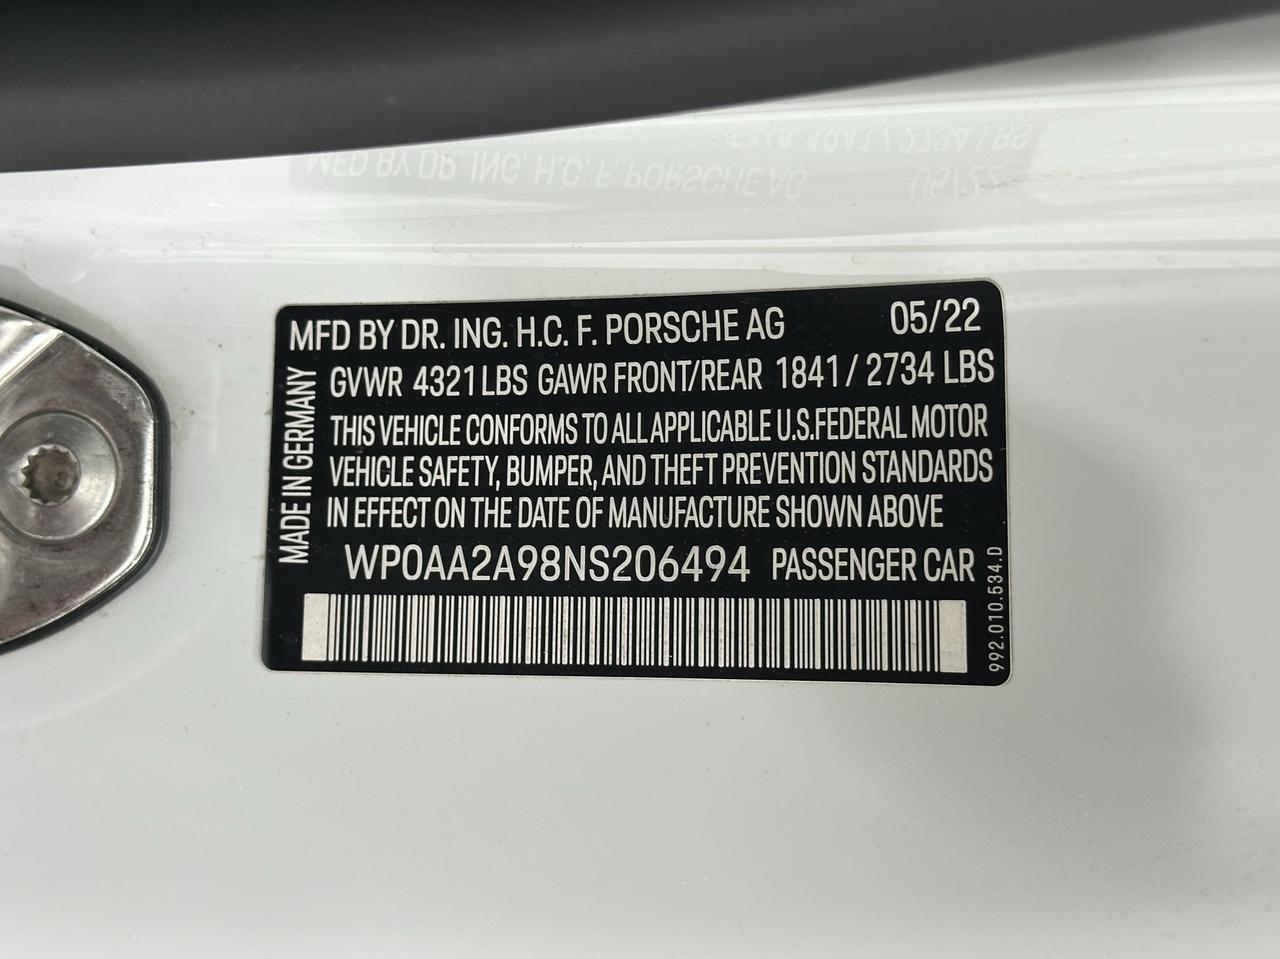 MFD BY DR. ING. H.C. F. PORSCHE AG 05/22
GVWR 4321 LBS GAWR FRONT/REAR 1841 / 2734 LBS
THIS VEHICLE CONFORMS TO ALL APPLICABLE U.S.FEDERAL MOTOR
VEHICLE SAFETY, BUMPER, AND THEFT PREVENTION STANDARDS
IN EFFECT ON THE DATE OF MANUFACTURE SHOWN ABOVE
WP0AA2A98NS206494 PASSENGER CAR
MADE IN GERMANY
992.010.534.D